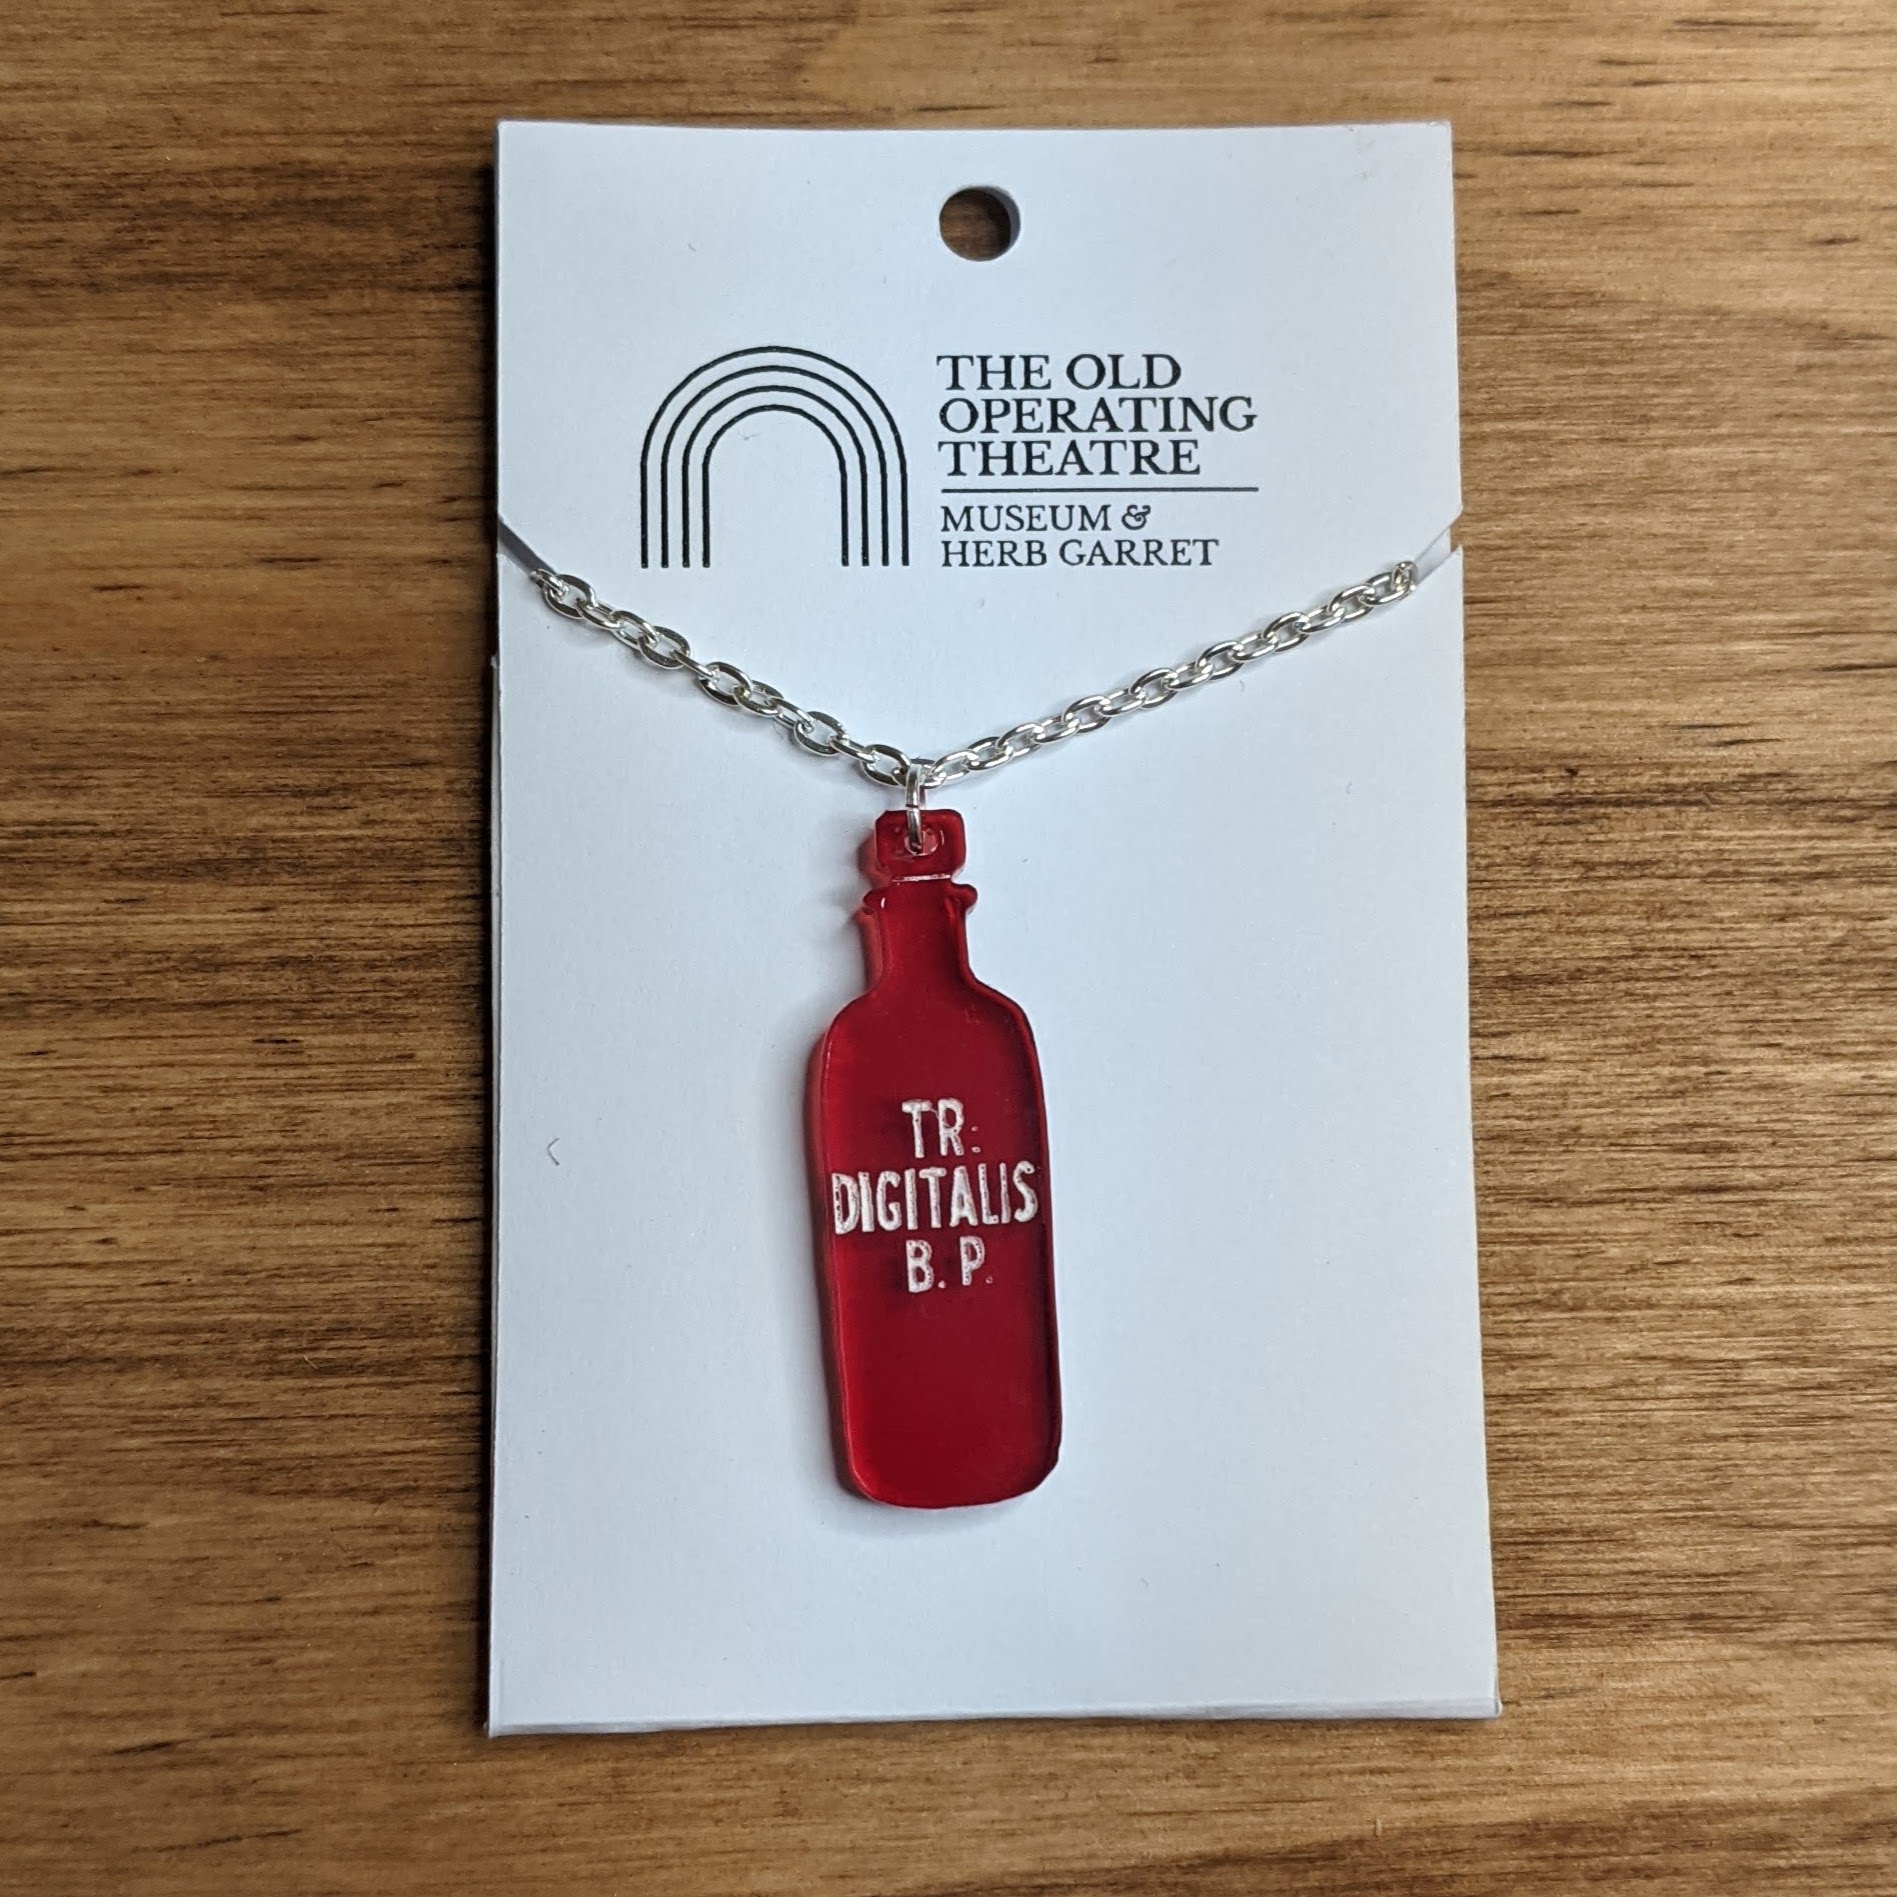 THE OLD
OPERATING
THEATRE
MUSEUM &
HERB GARRET
TR:
DIGITALIS
B. P.